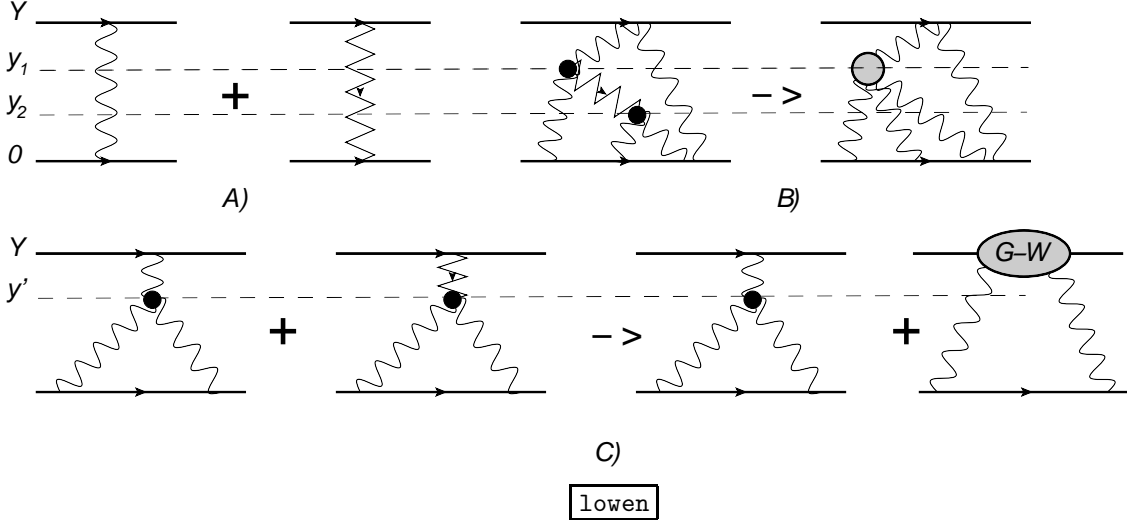 Y
y1
+
– >
y2
0
A)
B)
Y
G–W
y'
+
– >
+
C)
lowen